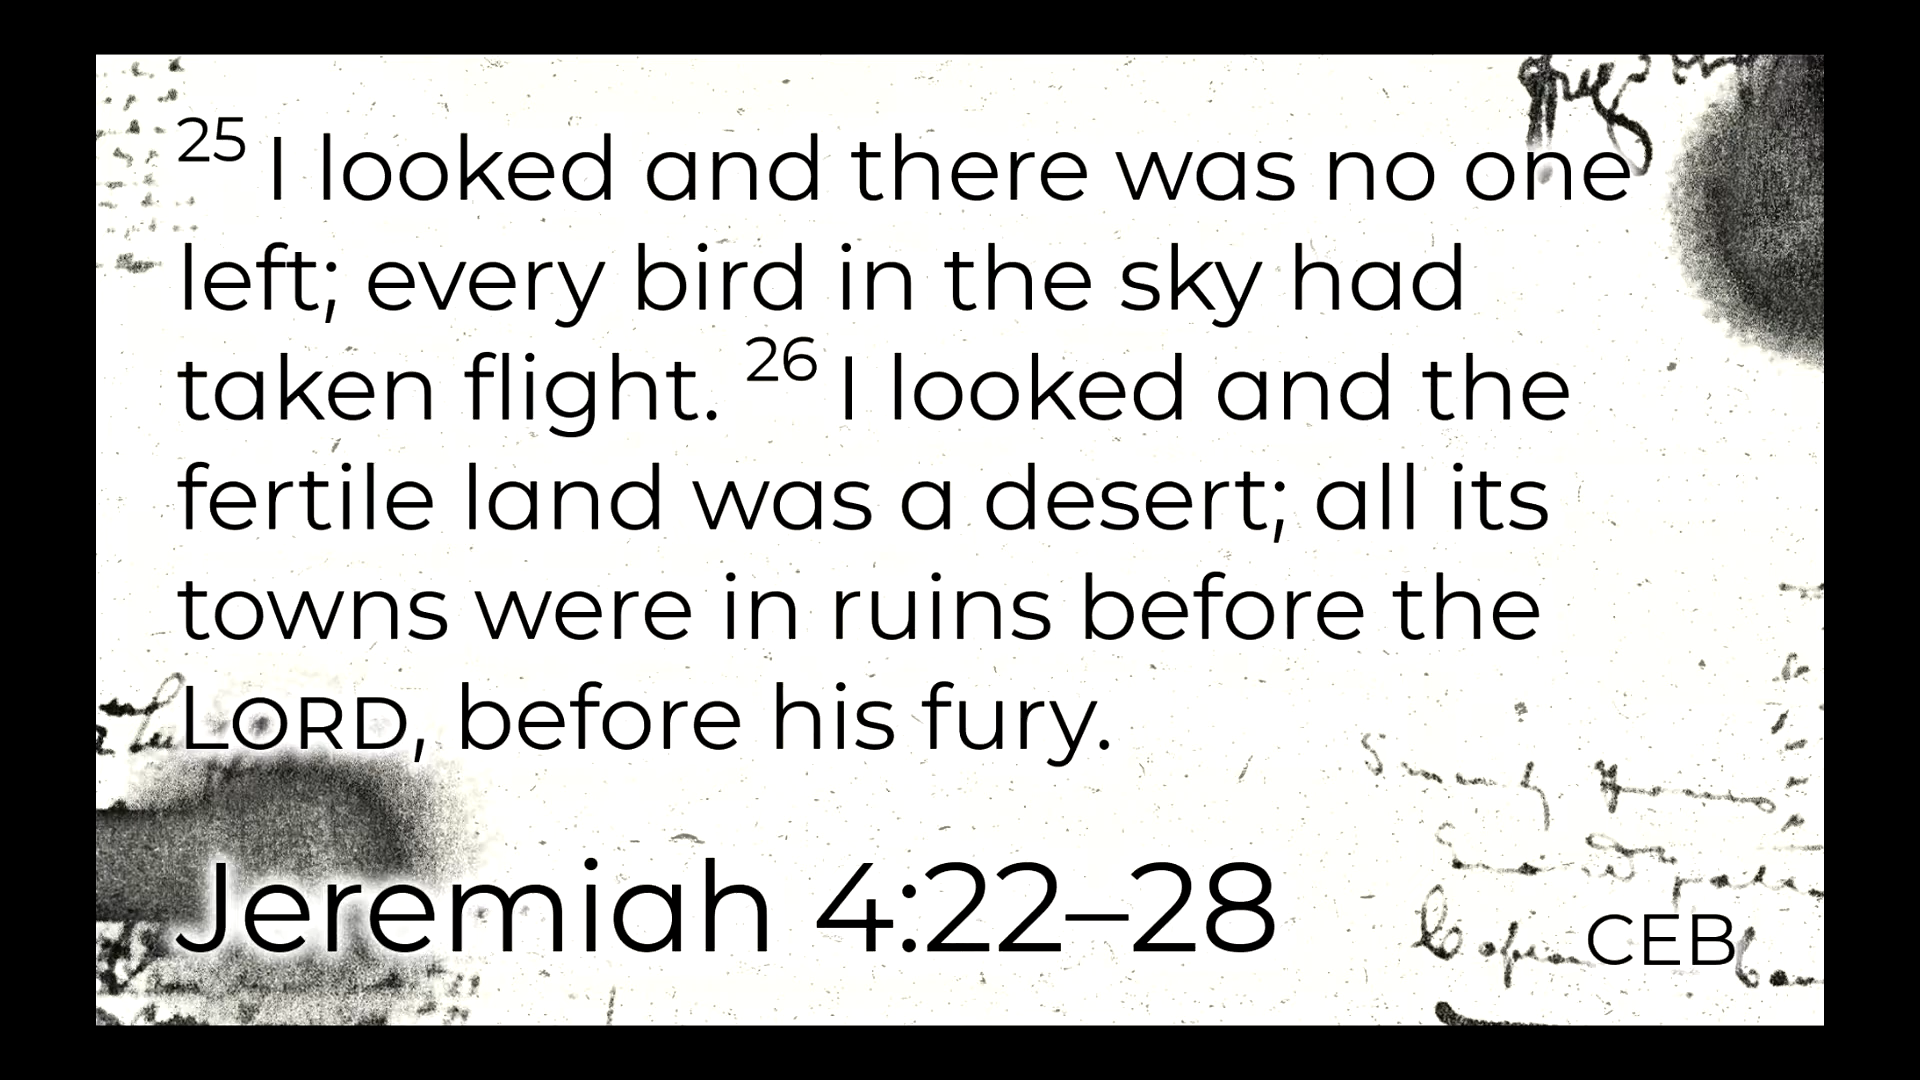 25 I looked and there was no one
left; every bird in the sky had
taken flight. 26 I looked and the
fertile land was a desert; all its
towns were in ruins before the
LORD, before his fury.
Jeremiah 4:22–28
CEB